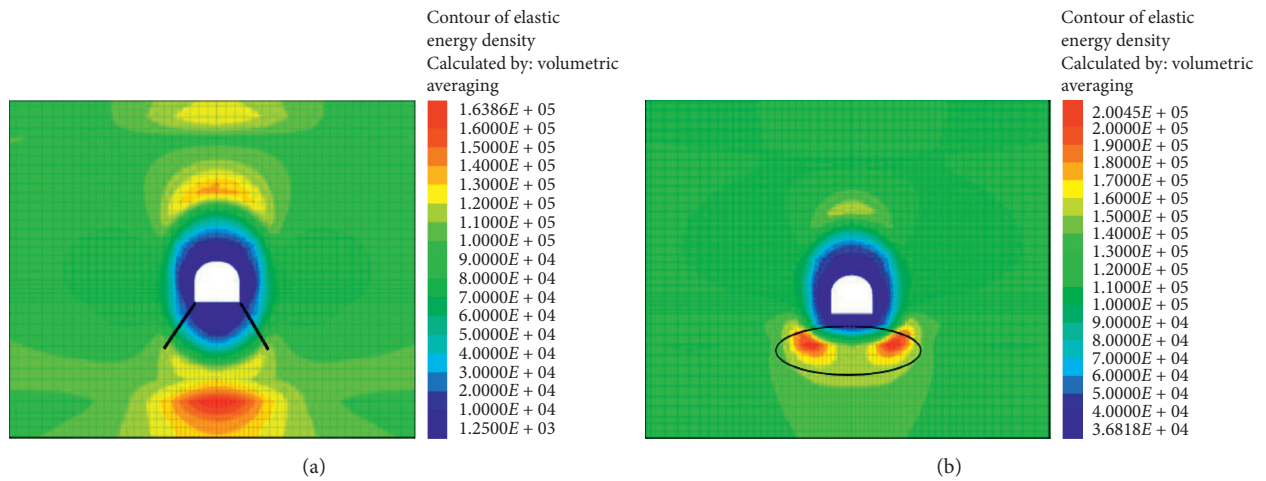 Contour of elastic
energy density
Calculated by: volumetric
averaging
1.6386E + 05
1.6000E + 05
1.5000E + 05
1.4000E + 05
1.3000E + 05
1.2000E + 05
1.1000E + 05
1.0000E + 05
9.0000E + 04
8.0000E + 04
7.0000E + 04
6.0000E + 04
5.0000E + 04
4.0000E + 04
3.0000E + 04
2.0000E + 04
1.0000E + 04
1.2500E + 03
(a)
Contour of elastic
energy density
Calculated by: volumetric
averaging
2.0045E + 05
2.0000E + 05
1.9000E + 05
1.8000E + 05
1.7000E + 05
1.6000E + 05
1.5000E + 05
1.4000E + 05
1.3000E + 05
1.2000E + 05
1.1000E + 05
1.0000E + 05
9.0000E + 04
8.0000E + 04
7.0000E + 04
6.0000E + 04
5.0000E + 04
4.0000E + 04
3.6818E + 04
(b)